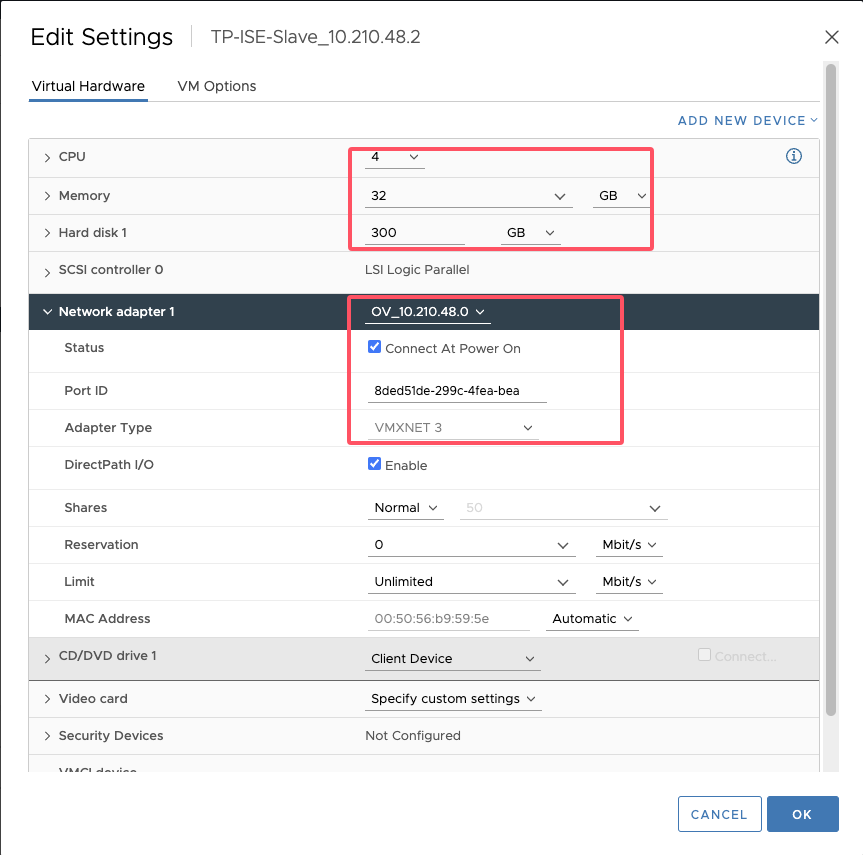 Edit Settings TP-ISE-Slave_10.210.48.2
Virtual Hardware VM Options
ADD NEW DEVICE
CPU 4
Memory 32 GB
Hard disk 1 300 GB
SCSI controller 0 LSI Logic Parallel
Network adapter 1 OV_10.210.48.0
Status Connect At Power On
Port ID 8ded51de-299c-4fea-bea
Adapter Type VMXNET 3
DirectPath I/O Enable
Shares Normal 50
Reservation 0 Mbit/s
Limit Unlimited Mbit/s
MAC Address 00:50:56:b9:59:5e Automatic
CD/DVD drive 1 Client Device Connect...
Video card Specify custom settings
Security Devices Not Configured
VMCI device
CANCEL OK